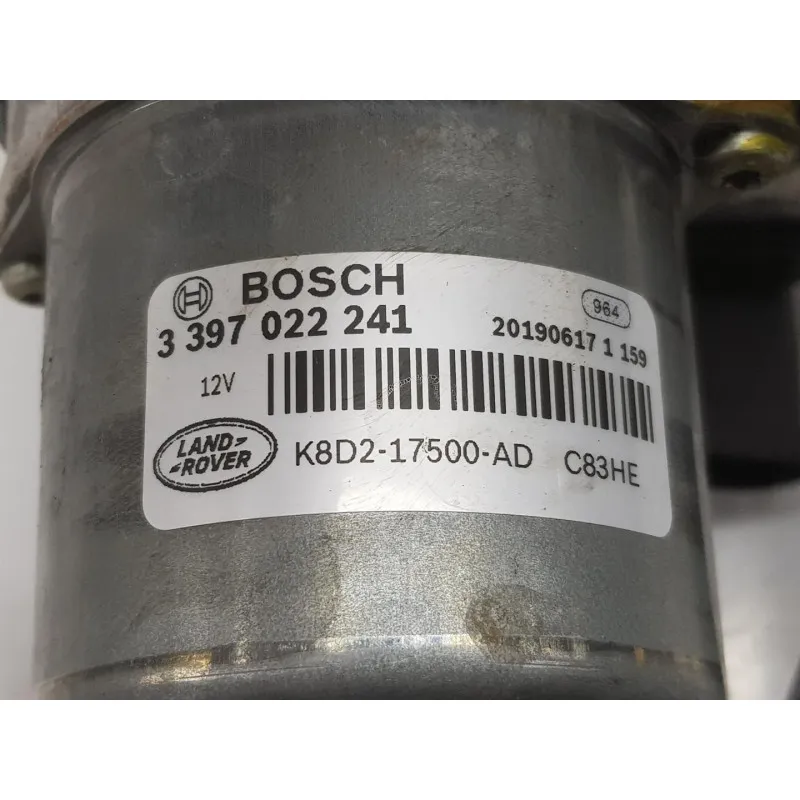 BOSCH
964
3 397 022 241
20190617 1 159
12V
LAND-
-ROVER
K8D2-17500-AD C83HE